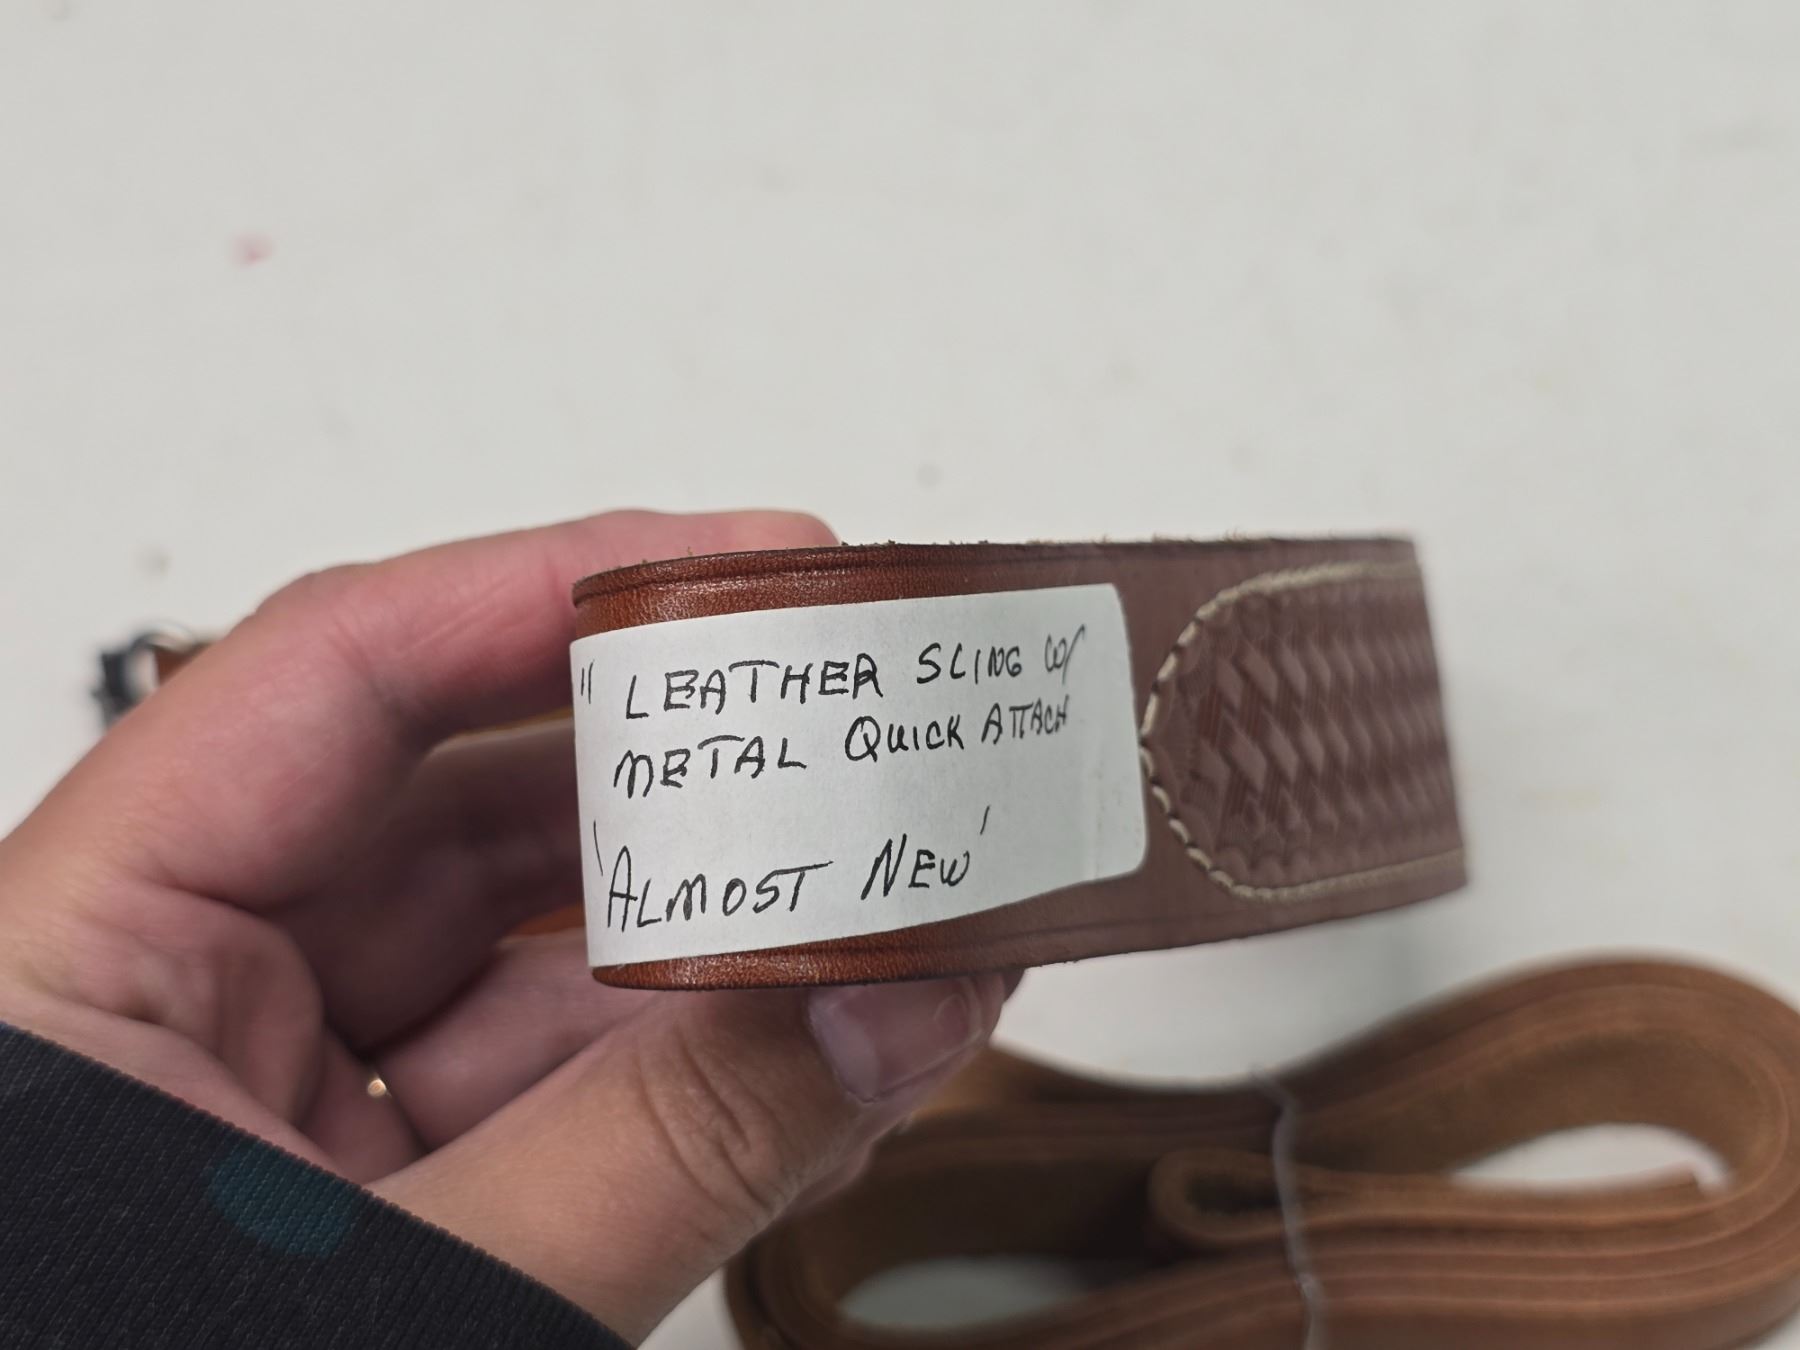 " LEATHER SLING W/
METAL QUICK ATTACH
'ALMOST NEW'